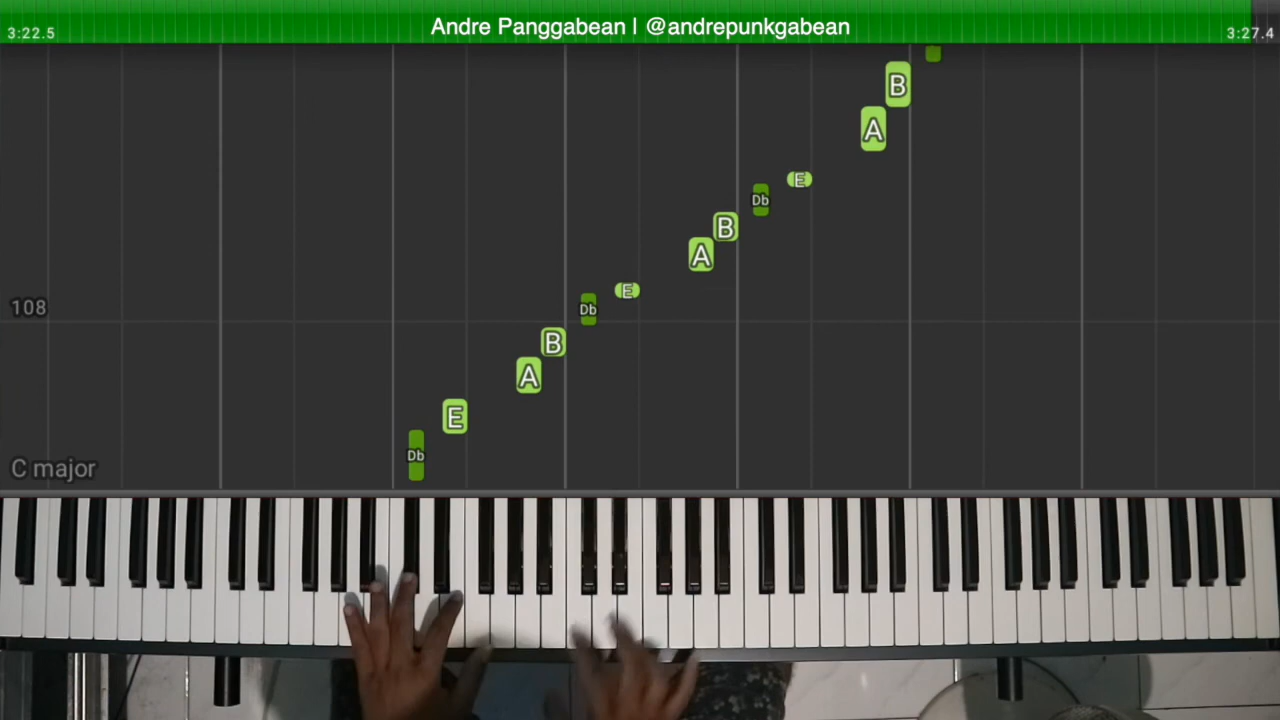 Andre Panggabean | @andrepunkgabean
3:22.5
3:27.4
B
A
E
Db
B
A
E
Db
108
B
A
E
Db
C major